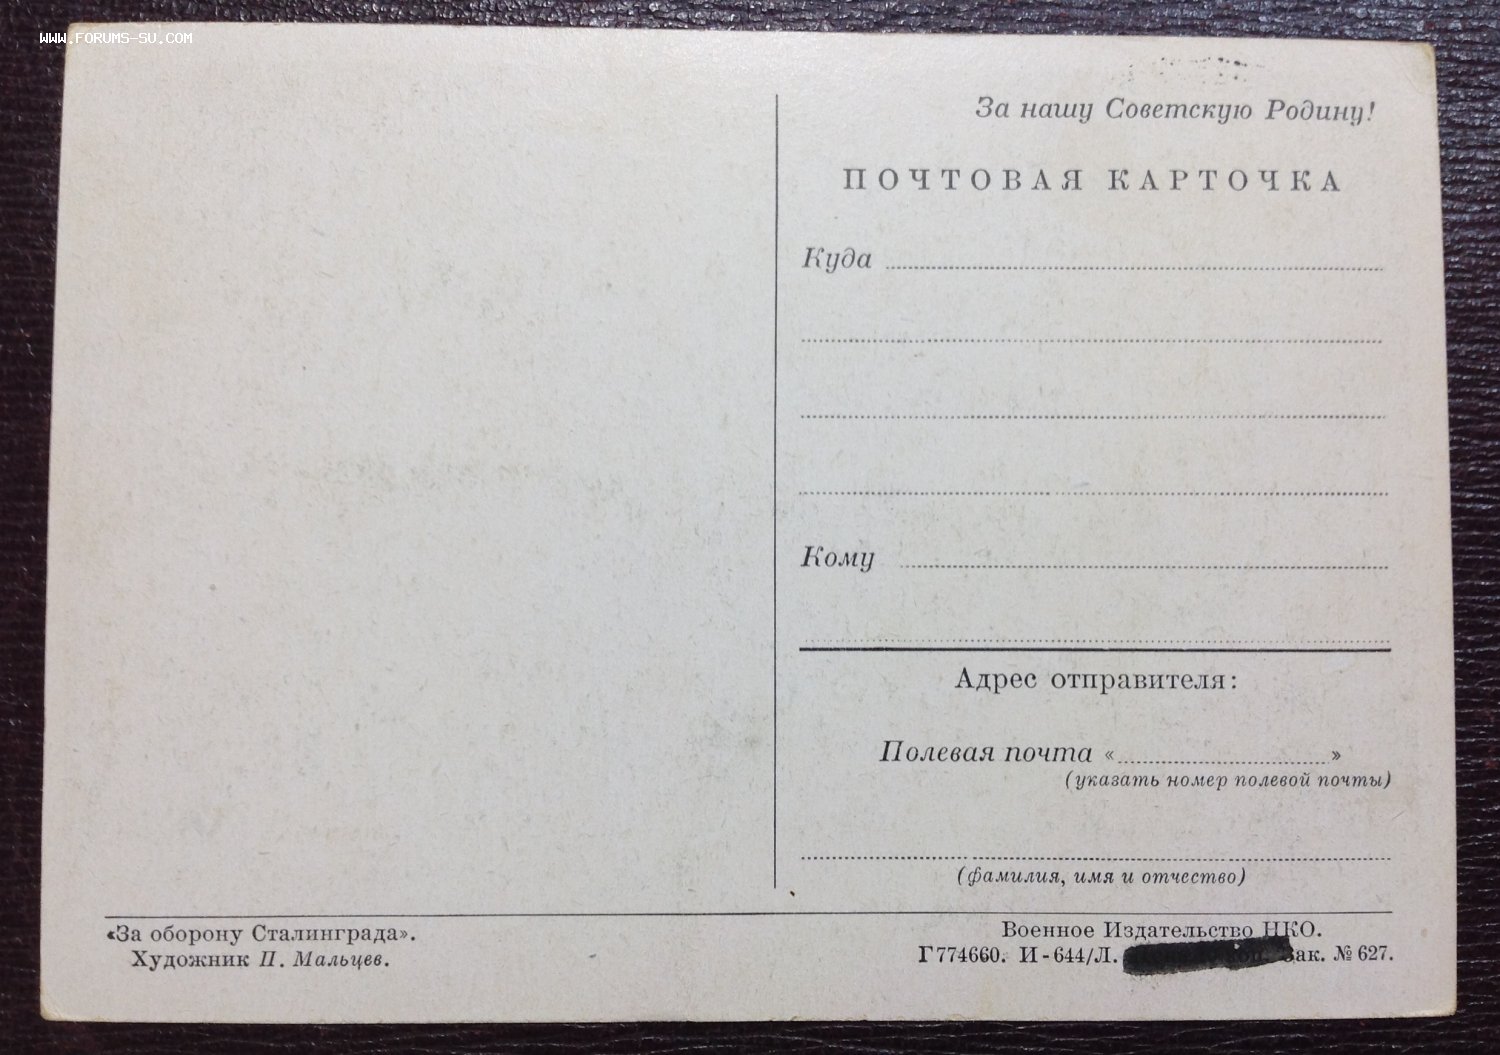 WWW.FORUMS-SU.COM
За нашу Советскую Родину!
ПОЧТОВАЯ КАРТОЧКА
Куда
Кому
Адрес отправителя:
Полевая почта « »
(указать номер полевой почты)
(фамилия, имя и отчество)
«За оборону Сталинграда».
Художник П. Мальцев.
Военное Издательство НКО.
Г774660. И-644/Л. коп. Зак. № 627.